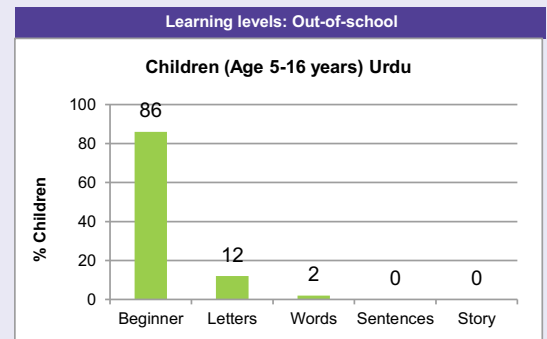 Learning levels: Out-of-school
Children (Age 5-16 years) Urdu
% Children
100
80
60
40
20
0
86
12
2
0
0
Beginner Letters Words Sentences Story